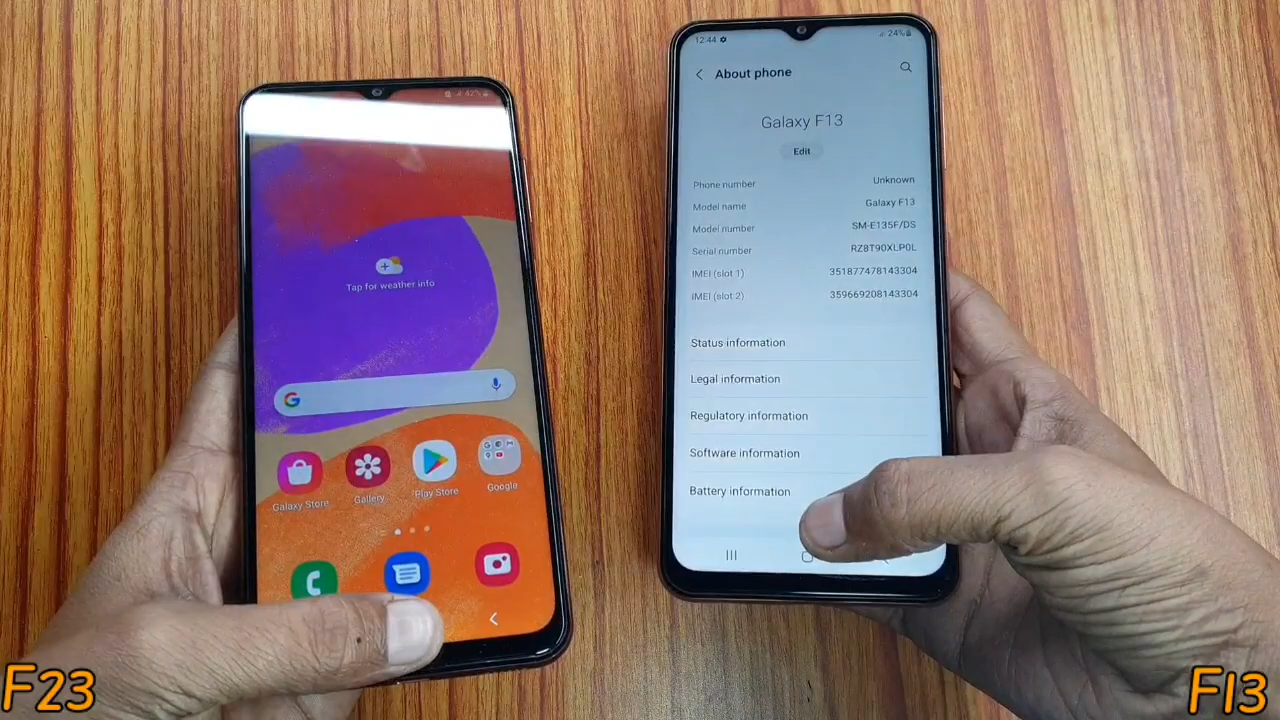 42%
Tap for weather info
Galaxy Store
Gallery
Play Store
Google
12:44
24%
About phone
Galaxy F13
Edit
Phone number Unknown
Model name Galaxy F13
Model number SM-E135F/DS
Serial number RZ8T90XLP0L
IMEI (slot 1) 351877478143304
IMEI (slot 2) 359669208143304
Status information
Legal information
Regulatory information
Software information
Battery information
F23
F13